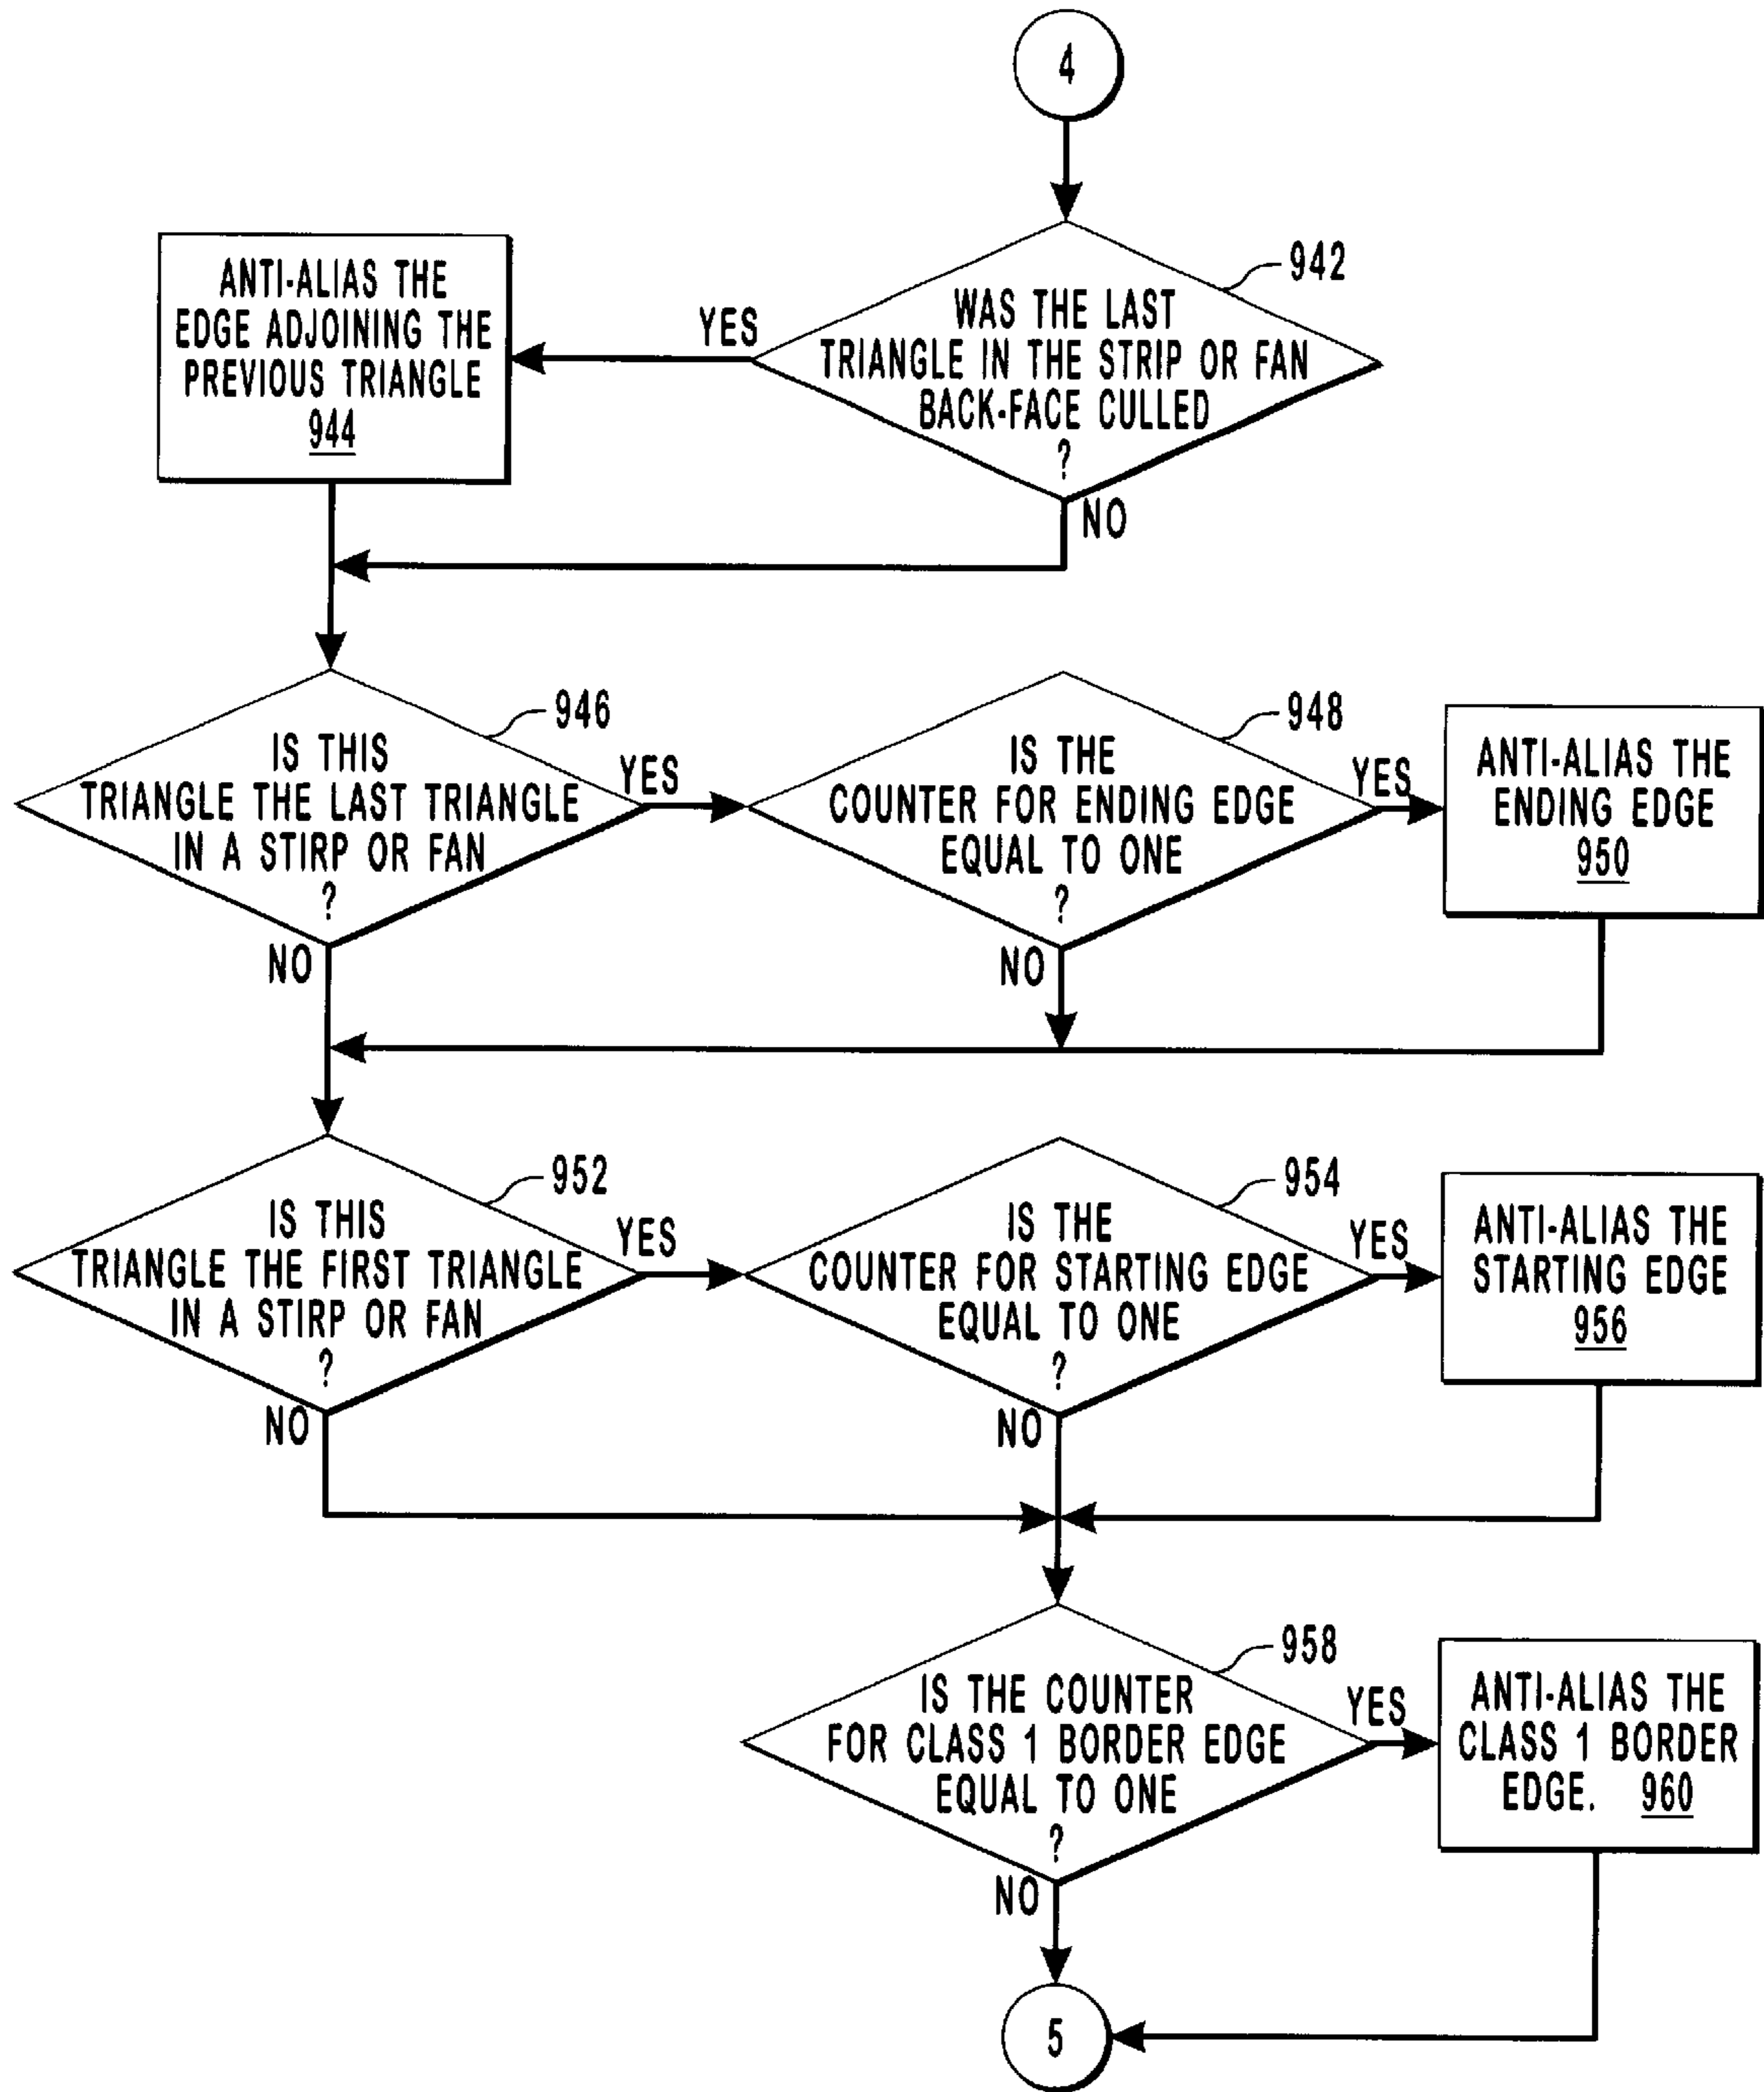 4
942
WAS THE LAST
TRIANGLE IN THE STRIP OR FAN
BACK-FACE CULLED
?
YES
NO
ANTI-ALIAS THE
EDGE ADJOINING THE
PREVIOUS TRIANGLE
944
946
IS THIS
TRIANGLE THE LAST TRIANGLE
IN A STIRP OR FAN
?
YES
NO
948
IS THE
COUNTER FOR ENDING EDGE
EQUAL TO ONE
?
YES
NO
ANTI-ALIAS THE
ENDING EDGE
950
952
IS THIS
TRIANGLE THE FIRST TRIANGLE
IN A STIRP OR FAN
?
YES
NO
954
IS THE
COUNTER FOR STARTING EDGE
EQUAL TO ONE
?
YES
NO
ANTI-ALIAS THE
STARTING EDGE
956
958
IS THE COUNTER
FOR CLASS 1 BORDER EDGE
EQUAL TO ONE
?
YES
NO
ANTI-ALIAS THE
CLASS 1 BORDER
EDGE. 960
5